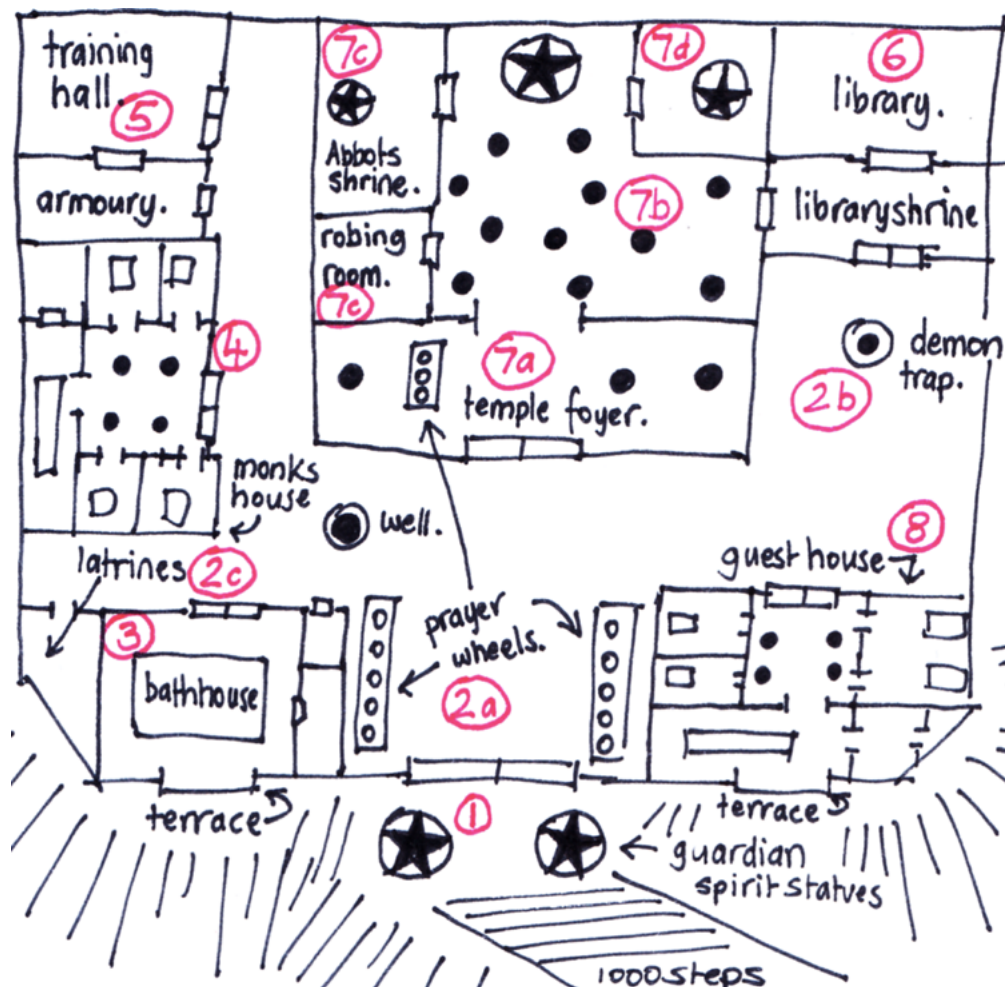 training
hall.
5
armoury.
7c
Abbots
shrine.
robing
room.
7c
7d
7b
6
library.
libraryshrine
4
7a
temple foyer.
demon
trap.
2b
monks
house
well.
guest house
8
latrines
2c
3
bathhouse
prayer
wheels.
2a
terrace
1
terrace
guardian
spirit statues
1000 steps